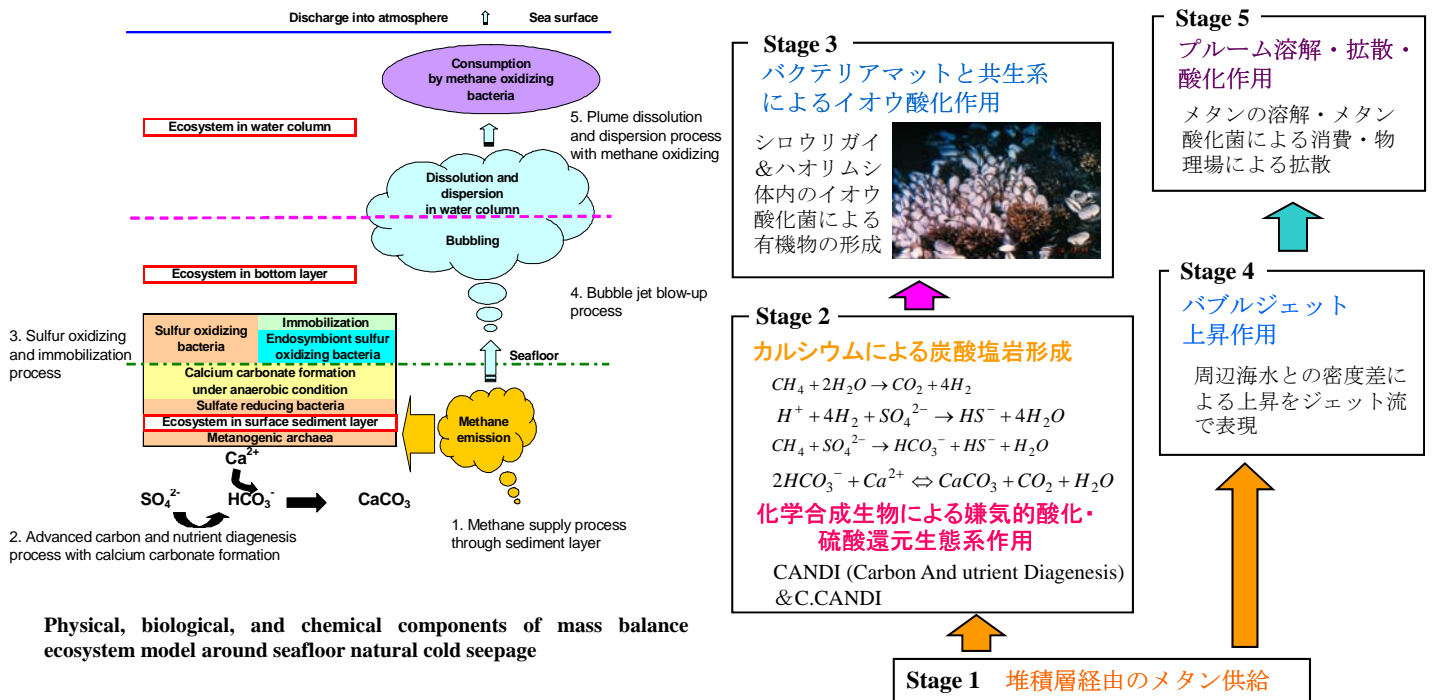 Discharge into atmosphere
Sea surface
Consumption
by methane oxidizing
bacteria
Ecosystem in water column
5. Plume dissolution
and dispersion process
with methane oxidizing
Dissolution and
dispersion
in water column
Bubbling
Ecosystem in bottom layer
4. Bubble jet blow-up
process
3. Sulfur oxidizing
and immobilization
process
Sulfur oxidizing
bacteria
Immobilization
Endosymbiont sulfur
oxidizing bacteria
Seafloor
Calcium carbonate formation
under anaerobic condition
Sulfate reducing bacteria
Ecosystem in surface sediment layer
Metanogenic archaea
Methane
emission
Ca²⁺
SO₄²⁻ HCO₃⁻ CaCO₃
1. Methane supply process
through sediment layer
2. Advanced carbon and nutrient diagenesis
process with calcium carbonate formation
Physical, biological, and chemical components of mass balance
ecosystem model around seafloor natural cold seepage
Stage 3
バクテリアマットと共生系
によるイオウ酸化作用
シロウリガイ
&ハオリムシ
体内のイオウ
酸化菌による
有機物の形成
Stage 2
カルシウムによる炭酸塩岩形成
CH₄ + 2H₂O → CO₂ + 4H₂
H⁺ + 4H₂ + SO₄²⁻ → HS⁻ + 4H₂O
CH₄ + SO₄²⁻ → HCO₃⁻ + HS⁻ + H₂O
2HCO₃⁻ + Ca²⁺ ⇔ CaCO₃ + CO₂ + H₂O
化学合成生物による嫌気的酸化・
硫酸還元生態系作用
CANDI (Carbon And utrient Diagenesis)
&C.CANDI
Stage 5
プルーム溶解・拡散・
酸化作用
メタンの溶解・メタン
酸化菌による消費・物
理場による拡散
Stage 4
バブルジェット
上昇作用
周辺海水との密度差に
よる上昇をジェット流
で表現
Stage 1 堆積層経由のメタン供給